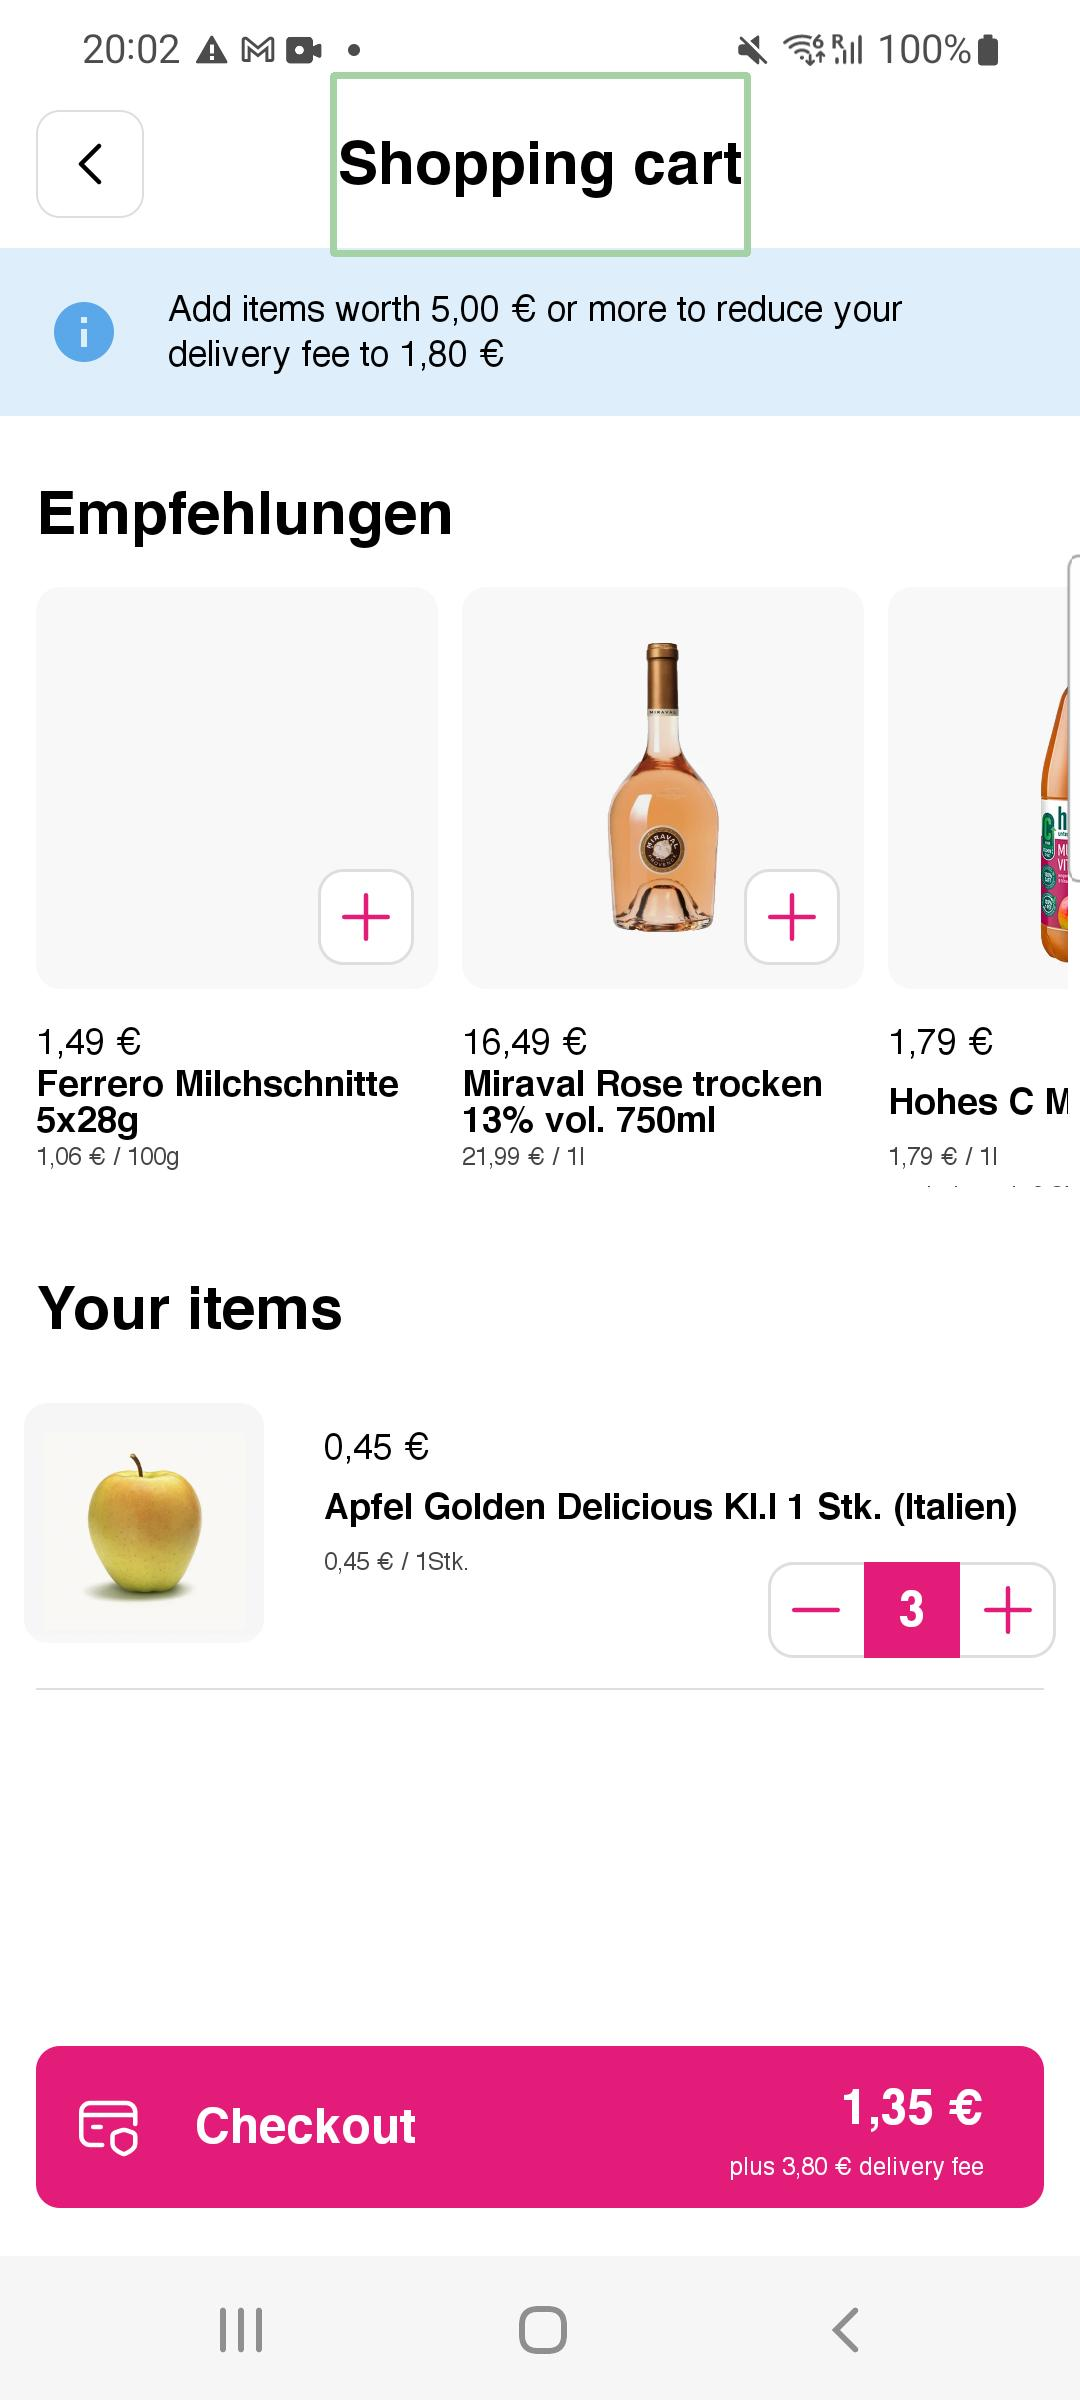 20:02
6 R 100%
Shopping cart
Add items worth 5,00 € or more to reduce your
delivery fee to 1,80 €
Empfehlungen
MIRAVAL
MIRAVAL
1,49 €
Ferrero Milchschnitte
5x28g
1,06 € / 100g
16,49 €
Miraval Rose trocken
13% vol. 750ml
21,99 € / 1l
1,79 €
Hohes C M
1,79 € / 1l
Your items
0,45 €
Apfel Golden Delicious Kl.I 1 Stk. (Italien)
0,45 € / 1Stk.
3
Checkout
1,35 €
plus 3,80 € delivery fee